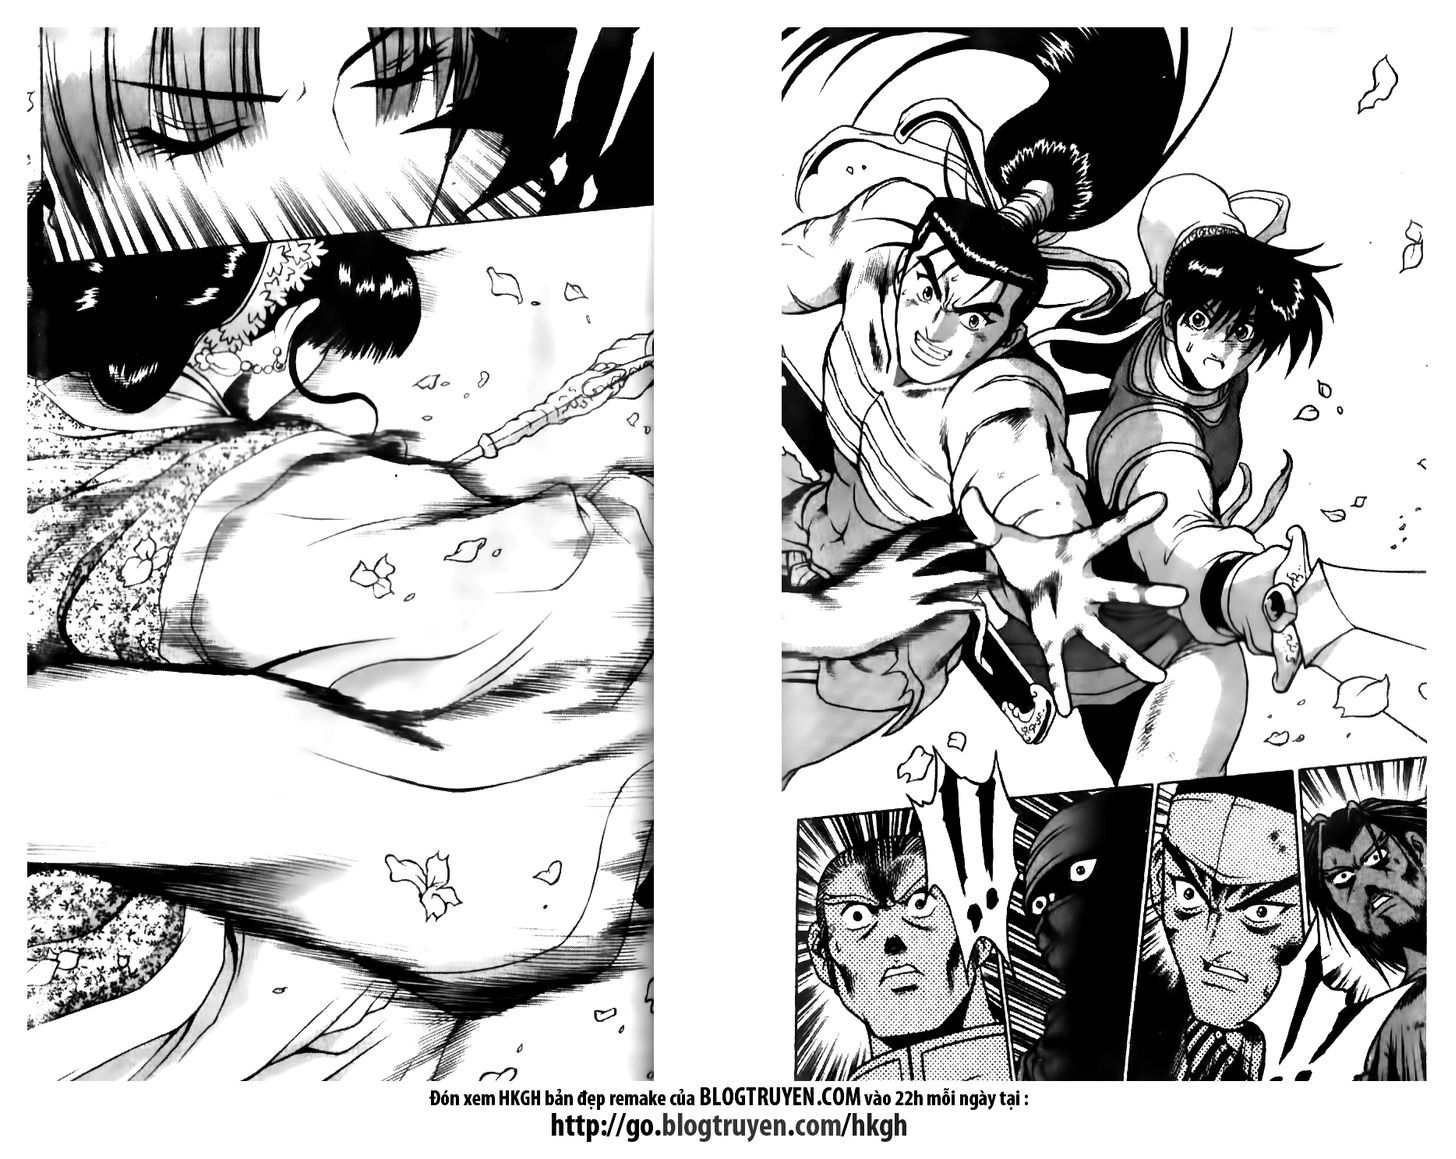 Đón xem HKGH bản đẹp remake của BLOGTRUYEN.COM vào 22h mỗi ngày tại :
http://go.blogtruyen.com/hkgh